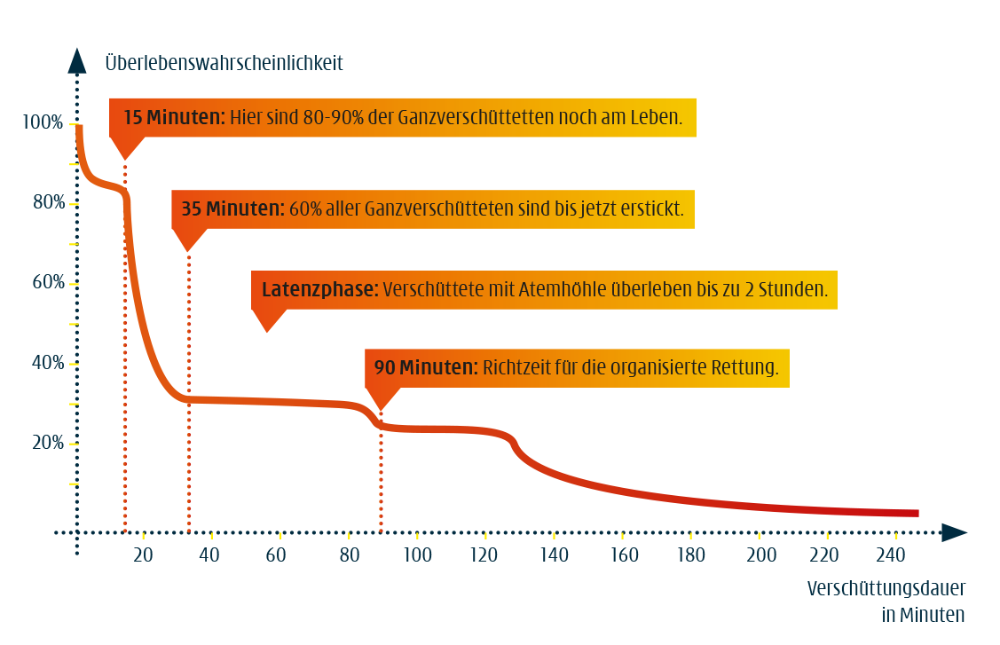 Überlebenswahrscheinlichkeit
100%
15 Minuten: Hier sind 80-90% der Ganzverschüttetten noch am Leben.
80%
35 Minuten: 60% aller Ganzverschütteten sind bis jetzt erstickt.
60%
Latenzphase: Verschüttete mit Atemhöhle überleben bis zu 2 Stunden.
40%
90 Minuten: Richtzeit für die organisierte Rettung.
20%
20 40 60 80 100 120 140 160 180 200 220 240
Verschüttungsdauer
in Minuten